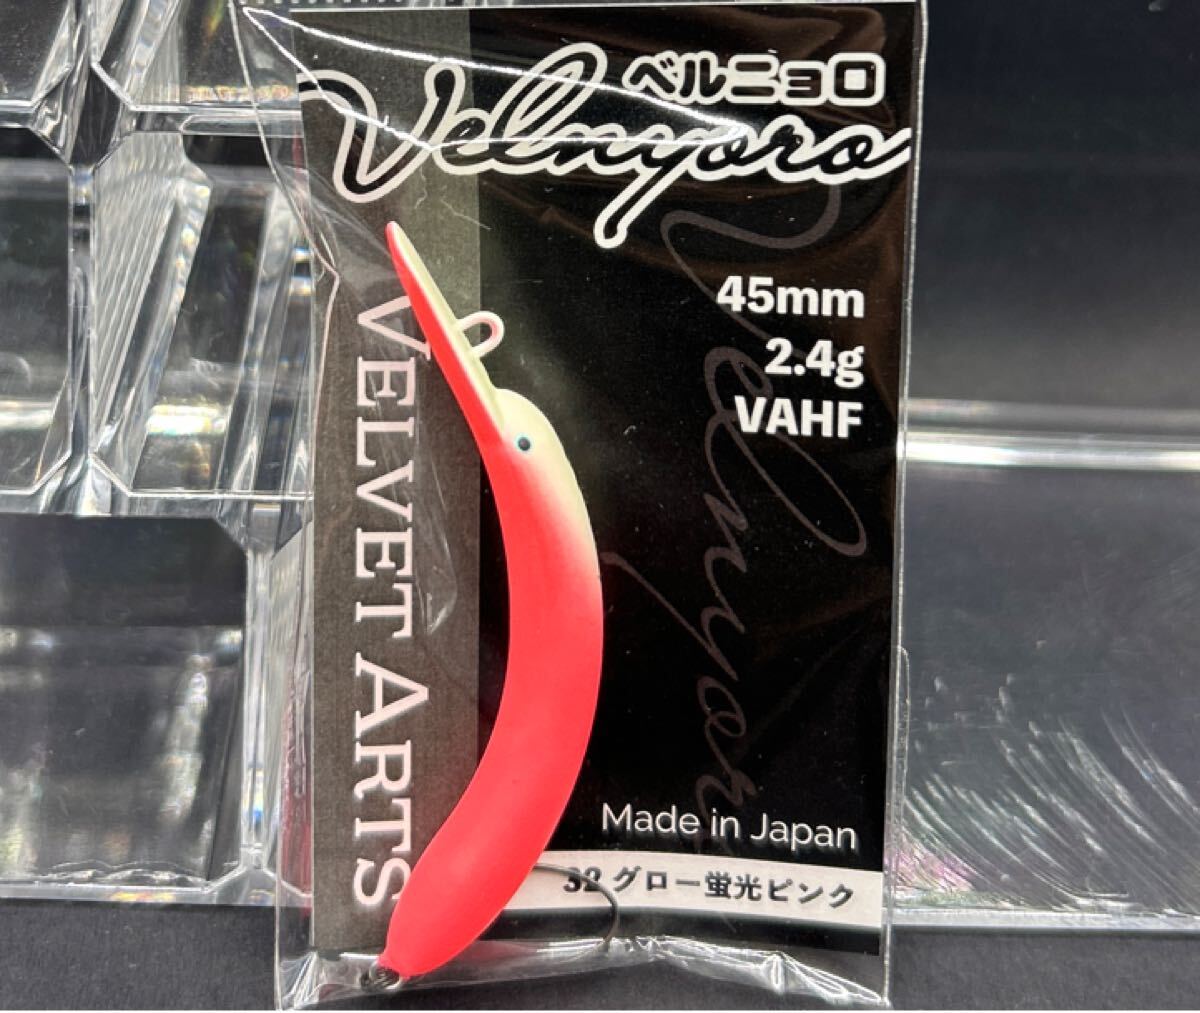 ベルニョロ
Velnyoro
45mm
2.4g
VAHF
VELVET ARTS
Velnyoro
Made in Japan
32 グロー蛍光ピンク